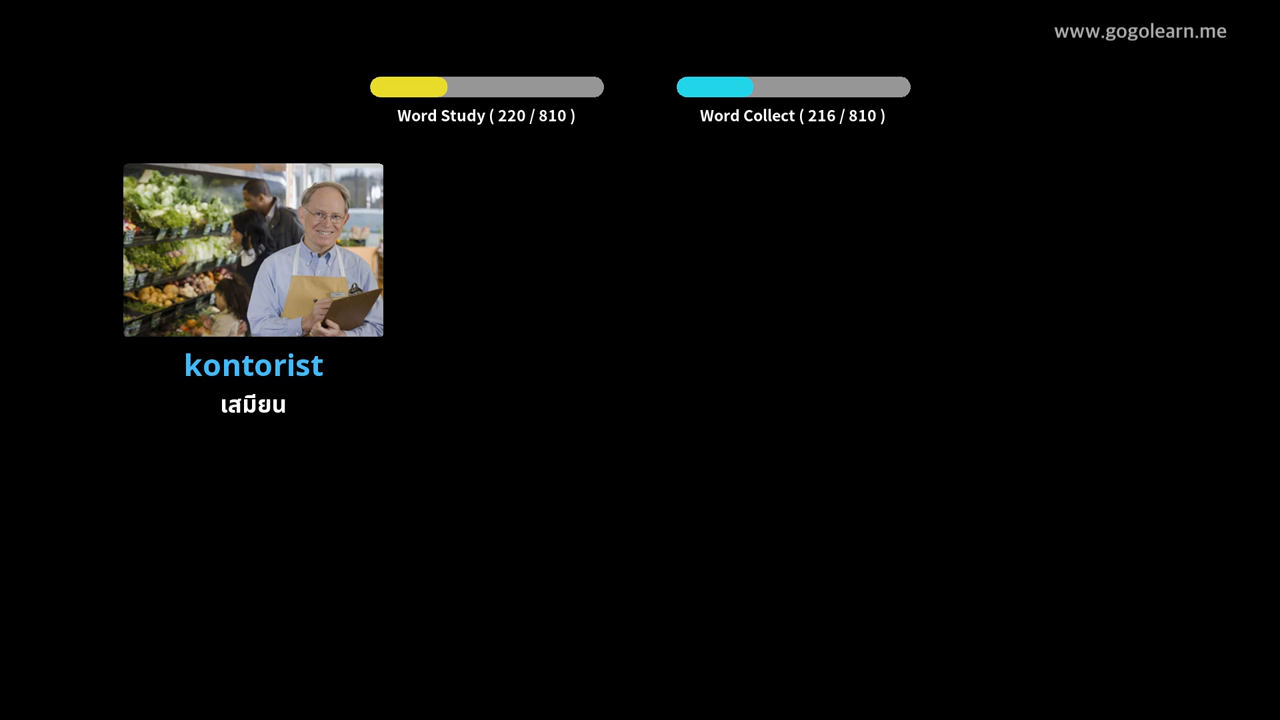 www.gogolearn.me
Word Study ( 220 / 810 )
Word Collect ( 216 / 810 )
kontorist
เสมียน